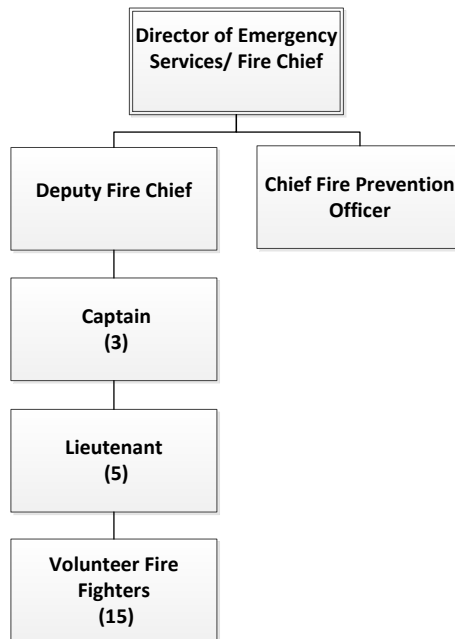 Director of Emergency
Services/ Fire Chief
Deputy Fire Chief
Chief Fire Prevention
Officer
Captain
(3)
Lieutenant
(5)
Volunteer Fire
Fighters
(15)